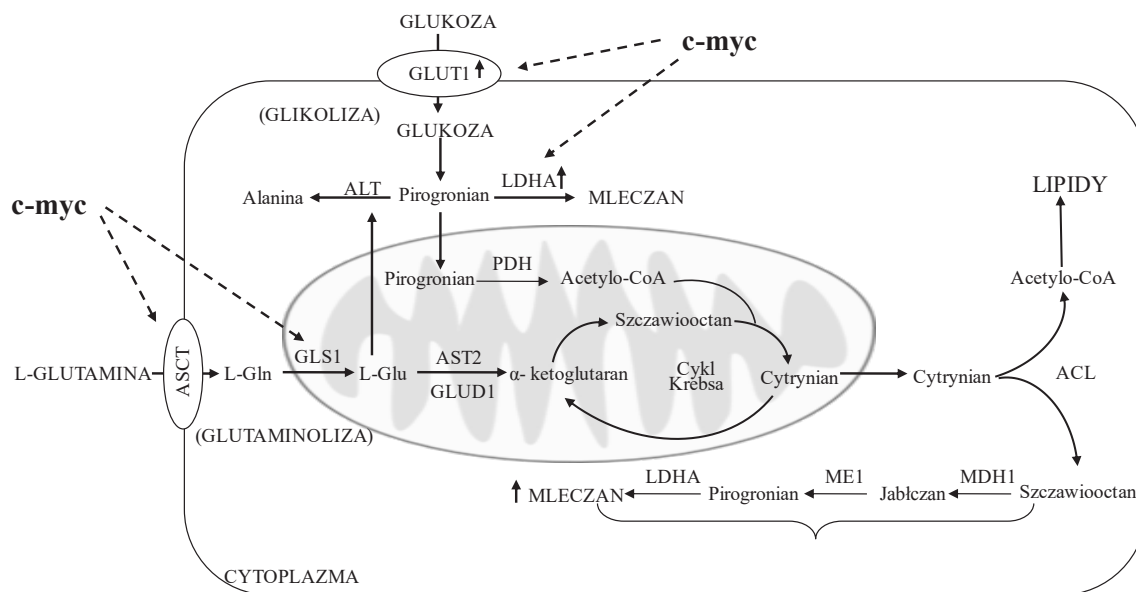 GLUKOZA
c-myc
GLUT1
(GLIKOLIZA)
GLUKOZA
Alanina
ALT
Pirogronian
LDHA
MLECZAN
LIPIDY
c-myc
Pirogronian
PDH
Acetylo-CoA
Acetylo-CoA
Szczawiooctan
L-GLUTAMINA
ASCT
L-Gln
GLS1
L-Glu
AST2
GLUD1
α- ketoglutaran
Cykl
Krebsa
Cytrynian
Cytrynian
ACL
(GLUTAMINOLIZA)
MLECZAN
LDHA
Pirogronian
ME1
Jabłczan
MDH1
Szczawiooctan
CYTOPLAZMA